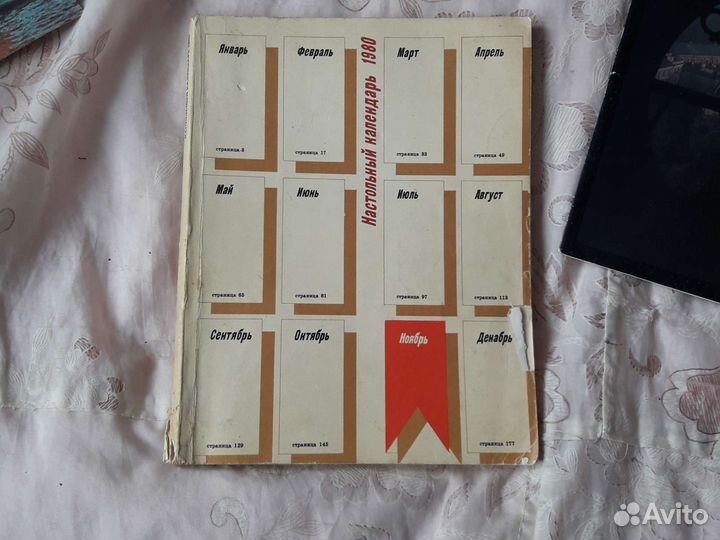 Январь
Февраль
Март
Апрель
страница 3
страница 17
страница 33
страница 49
Настольный календарь 1980
Май
Июнь
Июль
Август
страница 65
страница 81
страница 97
страница 113
Сентябрь
Октябрь
Ноябрь
Декабрь
страница 129
страница 145
страница 177
Avito